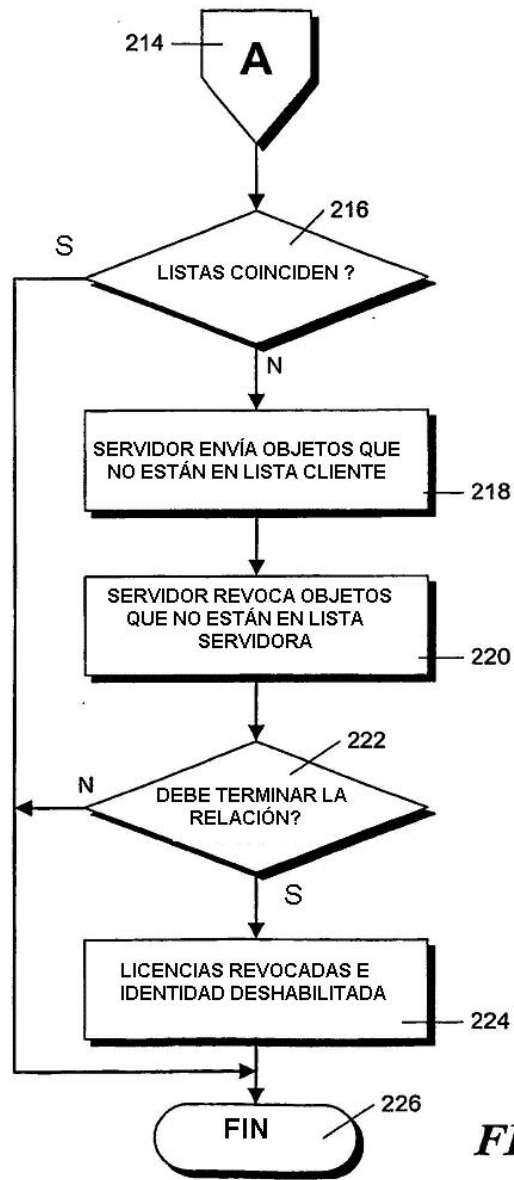 214
A
216
S
LISTAS COINCIDEN ?
N
SERVIDOR ENVÍA OBJETOS QUE
NO ESTÁN EN LISTA CLIENTE
218
SERVIDOR REVOCA OBJETOS
QUE NO ESTÁN EN LISTA
SERVIDORA
220
222
N
DEBE TERMINAR LA
RELACIÓN?
S
LICENCIAS REVOCADAS E
IDENTIDAD DESHABILITADA
224
226
FIN